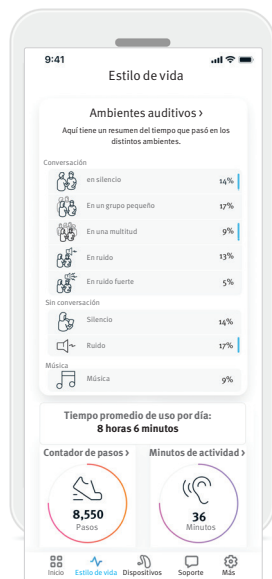 9:41
Estilo de vida
Ambientes auditivos ›
Aquí tiene un resumen del tiempo que pasó en los
distintos ambientes.
Conversación
en silencio 14%
En un grupo pequeño 17%
En una multitud 9%
En ruido 13%
En ruido fuerte 5%
Sin conversación
Silencio 14%
Ruido 17%
Música
Música 9%
Tiempo promedio de uso por día:
8 horas 6 minutos
Contador de pasos › Minutos de actividad ›
8,550 36
Pasos Minutos
Inicio Estilo de vida Dispositivos Soporte Más